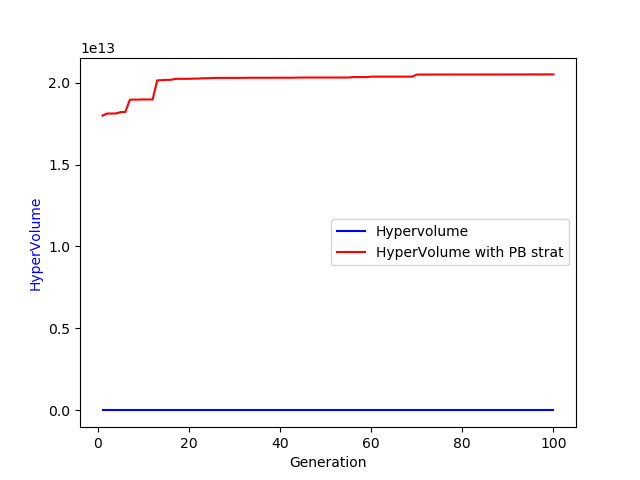 1e13
2.0
1.5
1.0
0.5
0.0
HyperVolume
Hypervolume
HyperVolume with PB strat
0 20 40 60 80 100
Generation